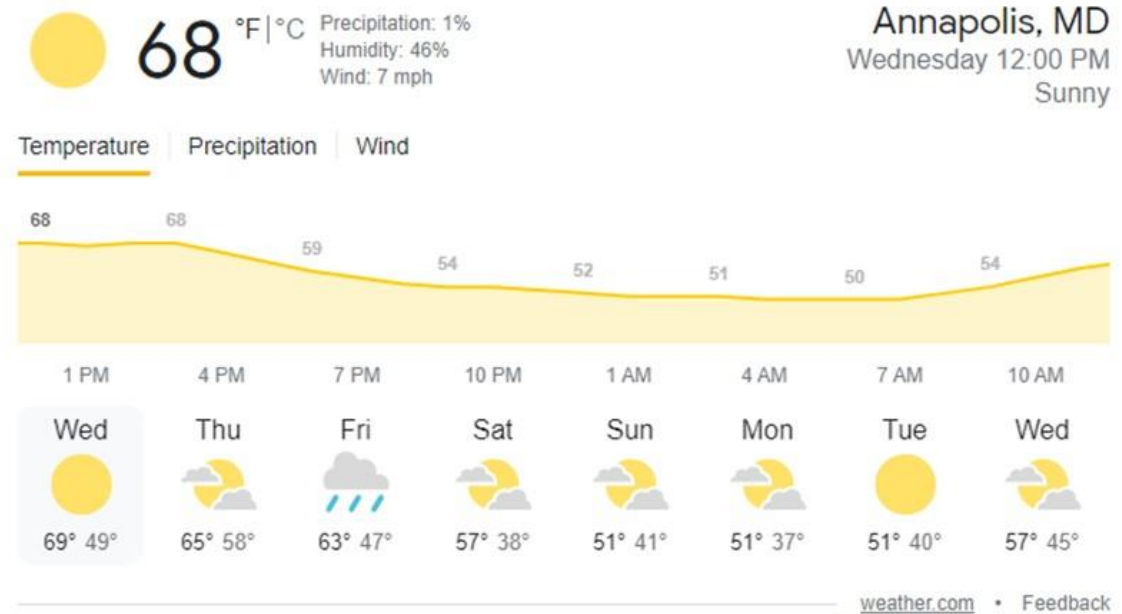 68 °F|°C
Precipitation: 1%
Humidity: 46%
Wind: 7 mph
Annapolis, MD
Wednesday 12:00 PM
Sunny
Temperature Precipitation Wind
68 68 59 54 52 51 50 54
1 PM 4 PM 7 PM 10 PM 1 AM 4 AM 7 AM 10 AM
Wed Thu Fri Sat Sun Mon Tue Wed
69° 49° 65° 58° 63° 47° 57° 38° 51° 41° 51° 37° 51° 40° 57° 45°
weather.com • Feedback